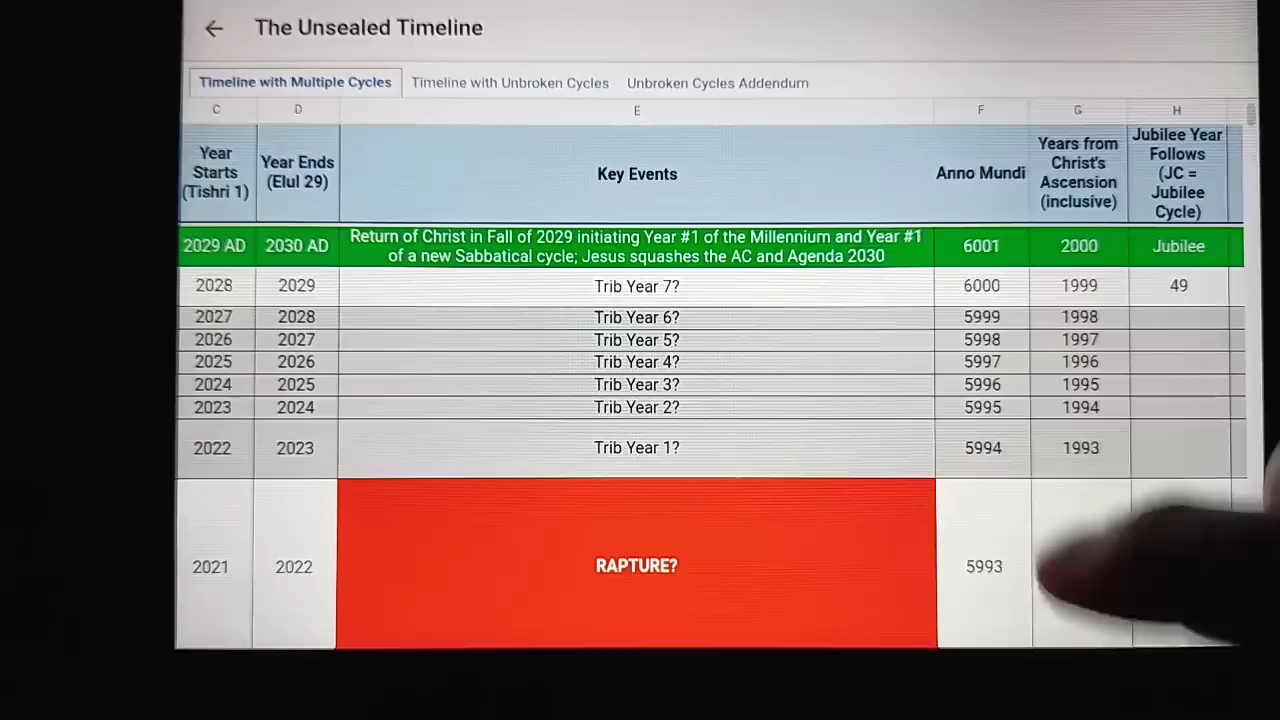 The Unsealed Timeline
Timeline with Multiple Cycles Timeline with Unbroken Cycles Unbroken Cycles Addendum
C D E F G H
Year Starts (Tishri 1)
Year Ends (Elul 29)
Key Events
Anno Mundi
Years from Christ's Ascension (inclusive)
Jubilee Year Follows (JC = Jubilee Cycle)
2029 AD 2030 AD Return of Christ in Fall of 2029 initiating Year #1 of the Millennium and Year #1
of a new Sabbatical cycle; Jesus squashes the AC and Agenda 2030 6001 2000 Jubilee
2028 2029 Trib Year 7? 6000 1999 49
2027 2028 Trib Year 6? 5999 1998
2026 2027 Trib Year 5? 5998 1997
2025 2026 Trib Year 4? 5997 1996
2024 2025 Trib Year 3? 5996 1995
2023 2024 Trib Year 2? 5995 1994
2022 2023 Trib Year 1? 5994 1993
2021 2022 RAPTURE? 5993